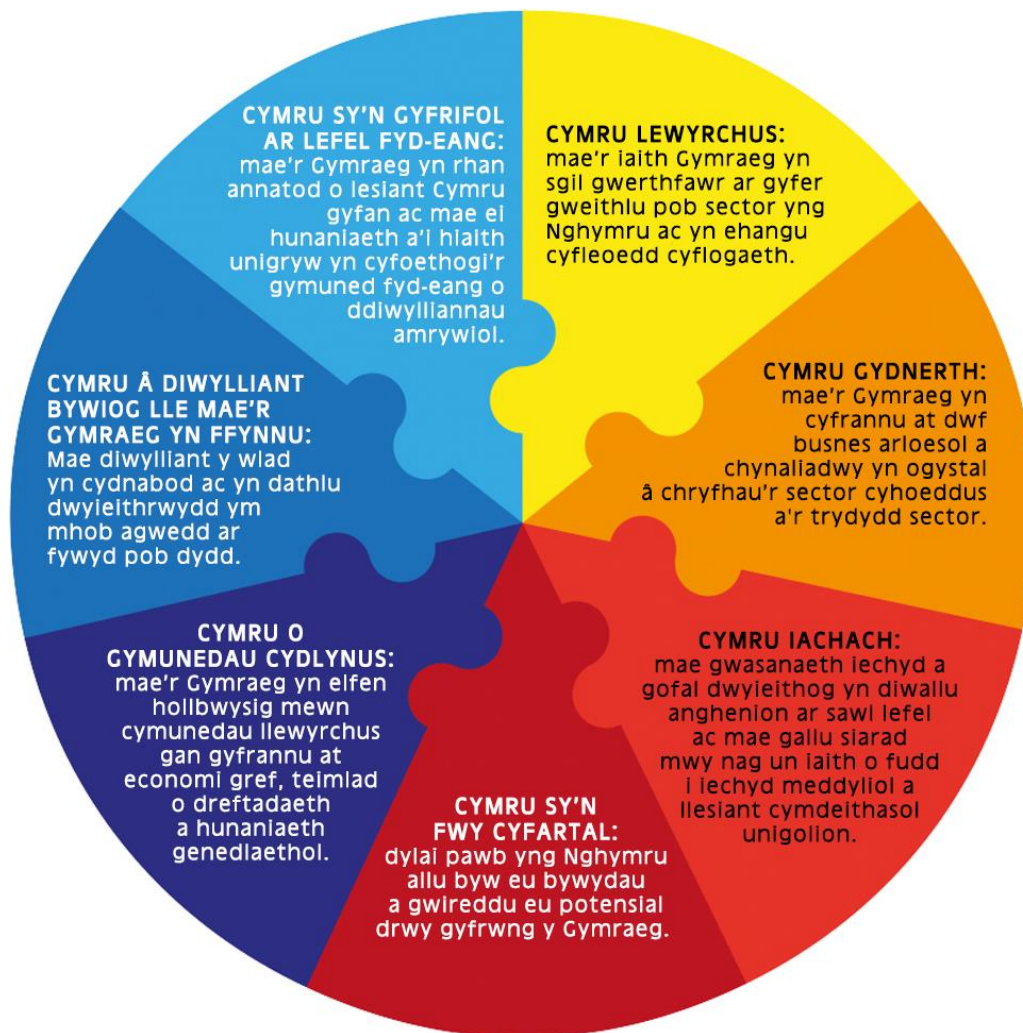 CYMRU SY'N GYFRIFOL
AR LEFEL FYD-EANG:
mae'r Gymraeg yn rhan
annatod o lesiant Cymru
gyfan ac mae ei
hunaniaeth a'i hiaith
unigryw yn cyfoethogi'r
gymuned fyd-eang o
ddiwylliannau
amrywiol.
CYMRU LEWYRCHUS:
mae'r iaith Gymraeg yn
sgil gwerthfawr ar gyfer
gweithlu pob sector yng
Nghymru ac yn ehangu
cyfleoedd cyflogaeth.
CYMRU GYDNERTH:
mae'r Gymraeg yn
cyfrannu at dwf
busnes arloesol a
chynaliadwy yn ogystal
â chryfhau'r sector cyhoeddus
a'r trydydd sector.
CYMRU IACHACH:
mae gwasanaeth iechyd a
gofal dwyieithog yn diwallu
anghenion ar sawl lefel
ac mae gallu siarad
mwy nag un iaith o fudd
i iechyd meddyliol a
llesiant cymdeithasol
unigolion.
CYMRU SY'N
FWY CYFARTAL:
dylai pawb yng Nghymru
allu byw eu bywydau
a gwireddu eu potensial
drwy gyfrwng y Gymraeg.
CYMRU O
GYMUNEDAU CYDLYNUS:
mae'r Gymraeg yn elfen
hollbwysig mewn
cymunedau llewyrchus
gan gyfrannu at
economi gref, teimlad
o dreftadaeth
a hunaniaeth
genedlaethol.
CYMRU Â DIWYLLIANT
BYWIOG LLE MAE'R
GYMRAEG YN FFYNNU:
Mae diwylliant y wlad
yn cydnabod ac yn dathlu
dwyieithrwydd ym
mhob agwedd ar
fywyd pob dydd.